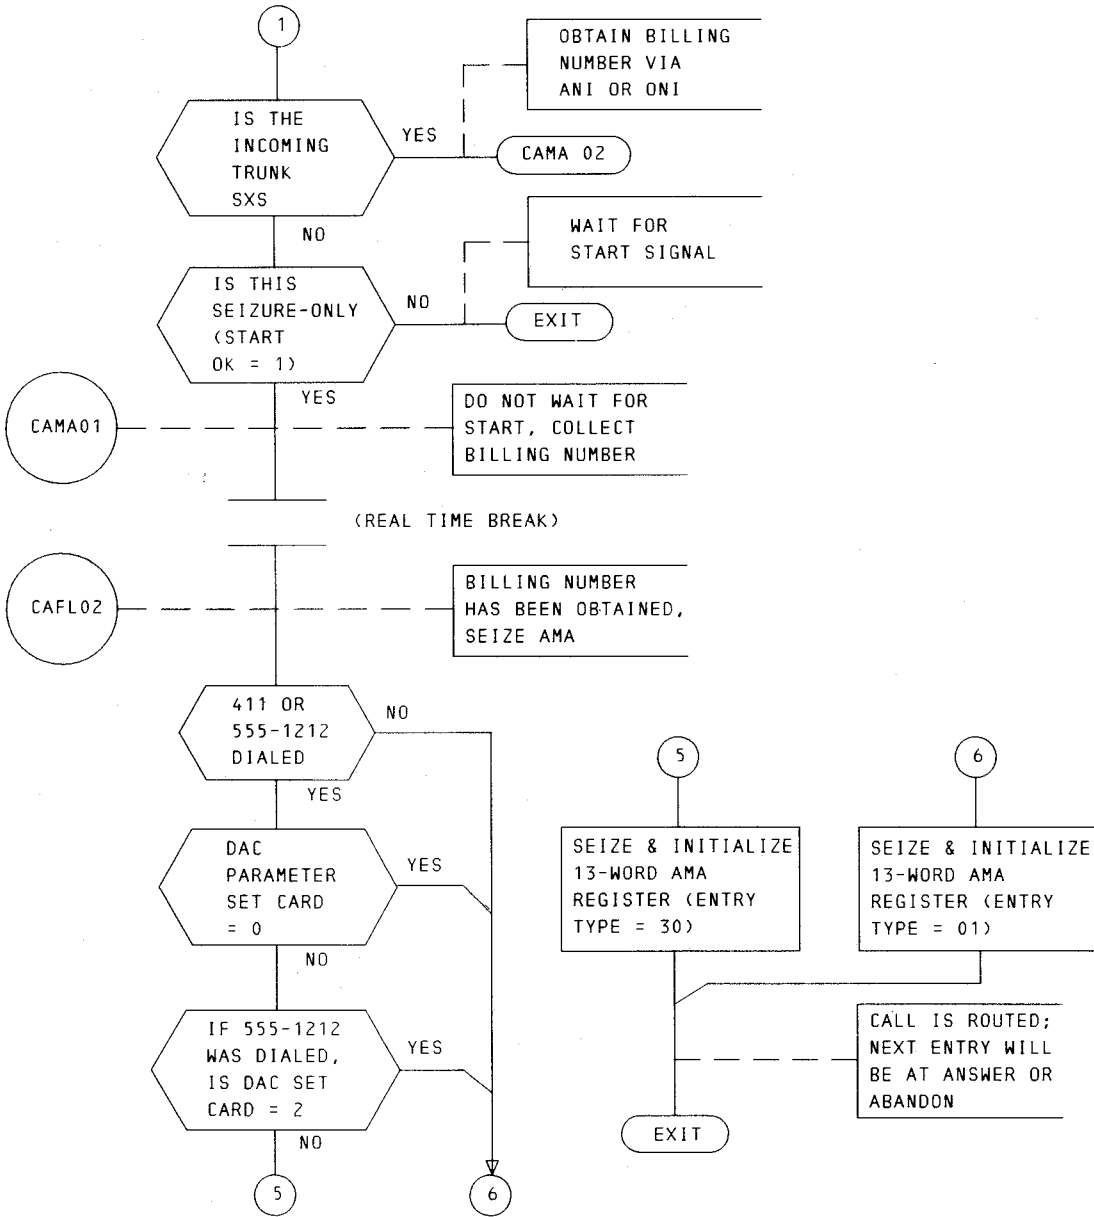 1
OBTAIN BILLING
NUMBER VIA
ANI OR ONI
IS THE
INCOMING
TRUNK
SXS
YES
CAMA 02
NO
WAIT FOR
START SIGNAL
IS THIS
SEIZURE-ONLY
(START
OK = 1)
NO
EXIT
YES
CAMA01
DO NOT WAIT FOR
START, COLLECT
BILLING NUMBER
(REAL TIME BREAK)
CAFL02
BILLING NUMBER
HAS BEEN OBTAINED,
SEIZE AMA
411 OR
555-1212
DIALED
NO
YES
DAC
PARAMETER
SET CARD
= 0
YES
NO
IF 555-1212
WAS DIALED,
IS DAC SET
CARD = 2
YES
NO
5
6
5
SEIZE & INITIALIZE
13-WORD AMA
REGISTER (ENTRY
TYPE = 30)
6
SEIZE & INITIALIZE
13-WORD AMA
REGISTER (ENTRY
TYPE = 01)
CALL IS ROUTED;
NEXT ENTRY WILL
BE AT ANSWER OR
ABANDON
EXIT